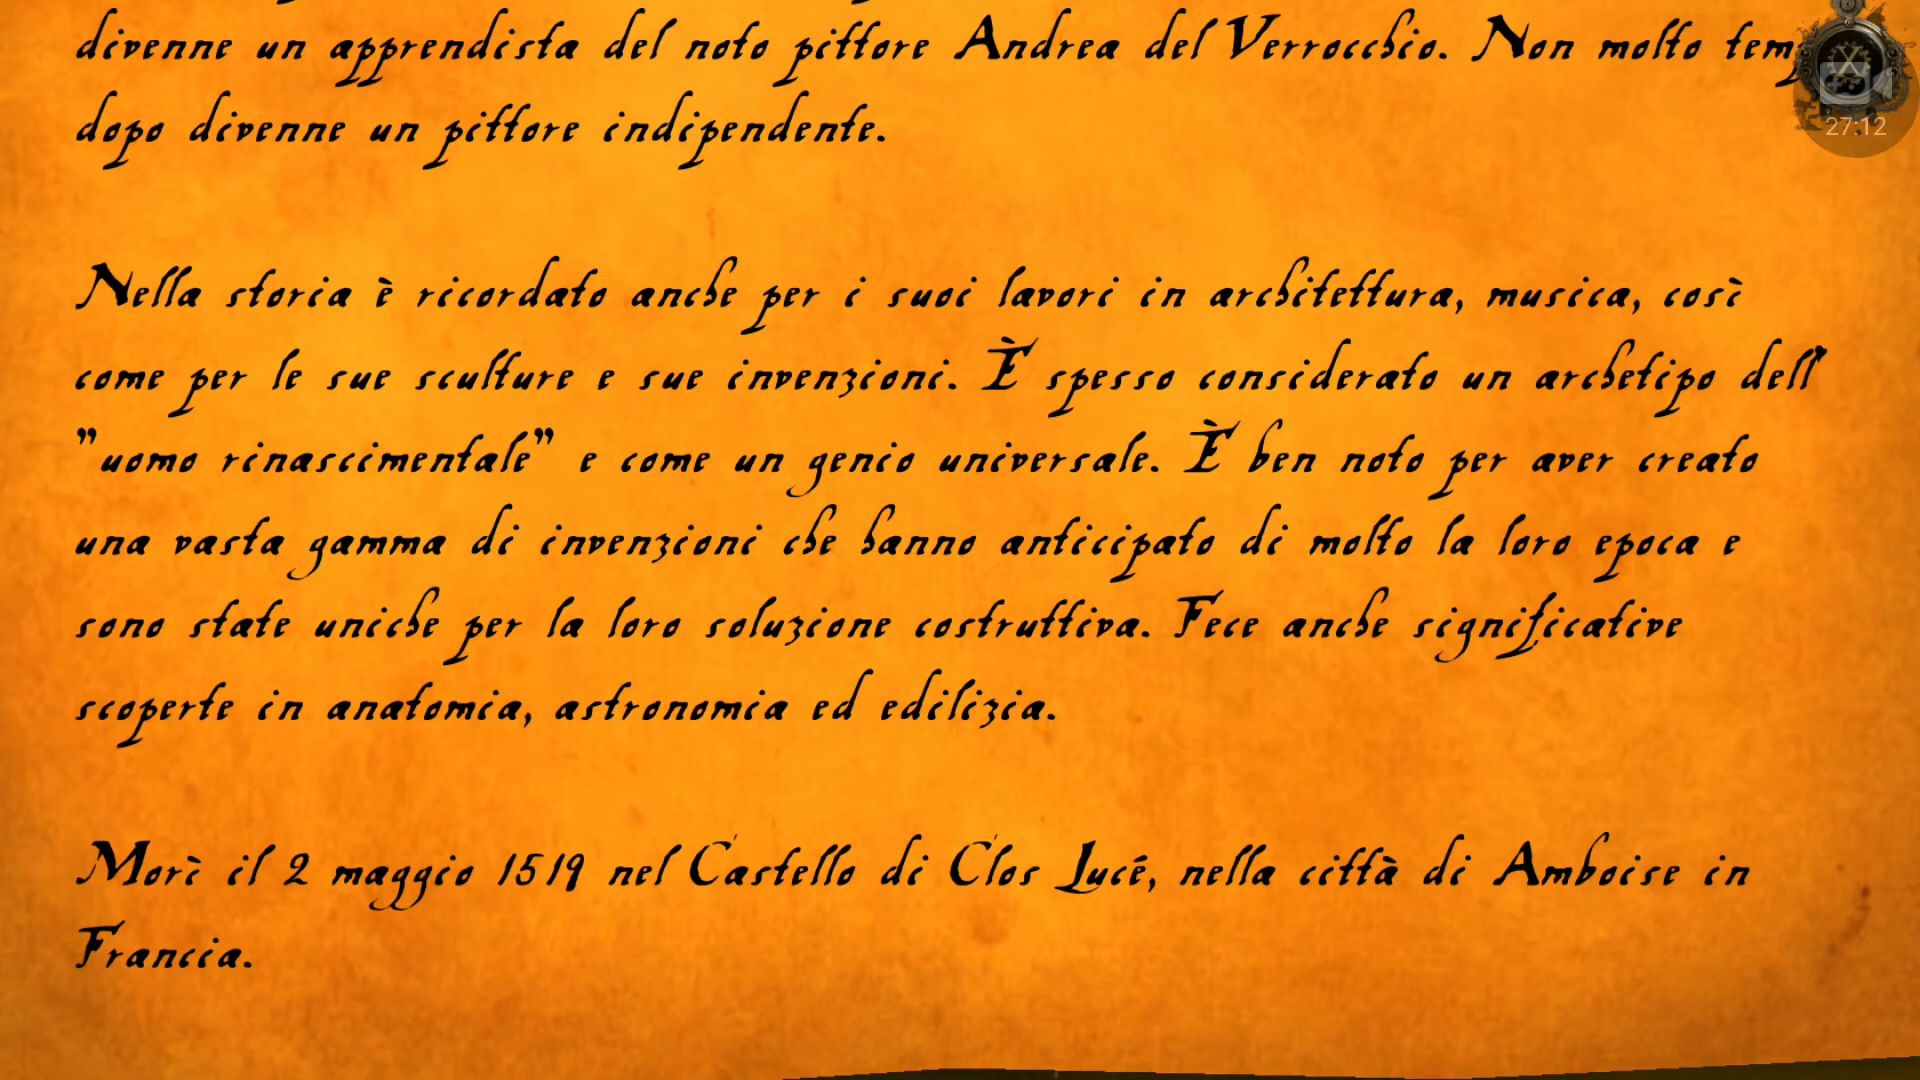 divenne un apprendista del noto pittore Andrea del Verrocchio. Non molto
dopo divenne un pittore indipendente.
Nella storia è ricordato anche per i suoi lavori in architettura, musica, così
come per le sue sculture e sue invenzioni. È spesso considerato un archetipo dell'
"uomo rinascimentale" e come un genio universale. È ben noto per aver creato
una vasta gamma di invenzioni che hanno anticipato di molto la loro epoca e
sono state uniche per la loro soluzione costruttiva. Fece anche significative
scoperte in anatomia, astronomia ed edilizia.
Morì il 2 maggio 1519 nel Castello di Clos Lucé, nella città di Amboise in
Francia.
27:12